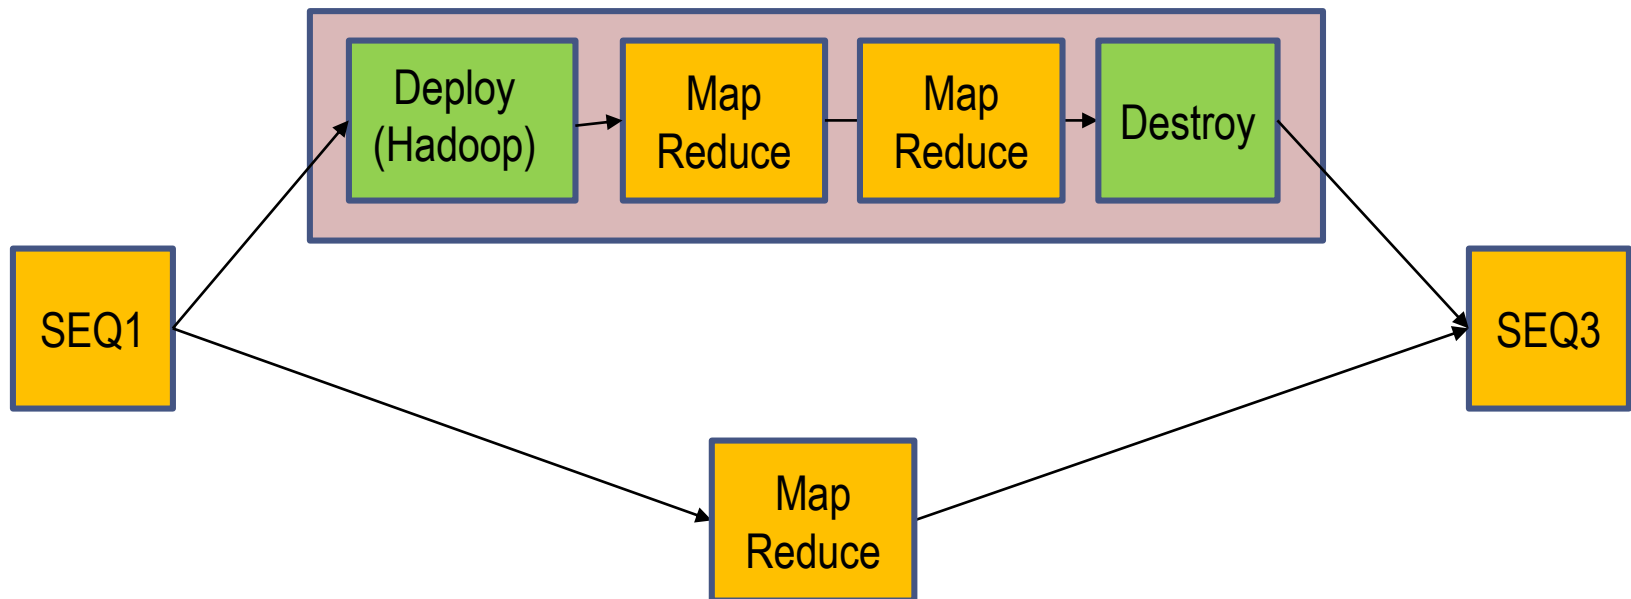 Deploy
(Hadoop)
Map
Reduce
Map
Reduce
Destroy
SEQ1
SEQ3
Map
Reduce